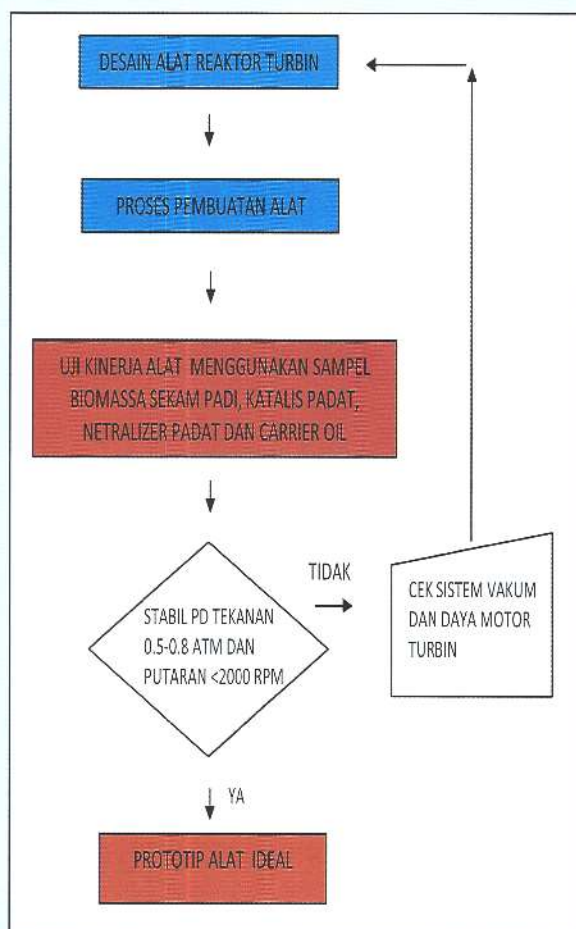 DESAIN ALAT REAKTOR TURBIN
PROSES PEMBUATAN ALAT
UJI KINERJA ALAT MENGGUNAKAN SAMPEL
BIOMASSA SEKAM PADI, KATALIS PADAT,
NETRALIZER PADAT DAN CARRIER OIL
STABIL PD TEKANAN
0.5-0.8 ATM DAN
PUTARAN <2000 RPM
TIDAK
CEK SISTEM VAKUM
DAN DAYA MOTOR
TURBIN
YA
PROTOTIP ALAT IDEAL